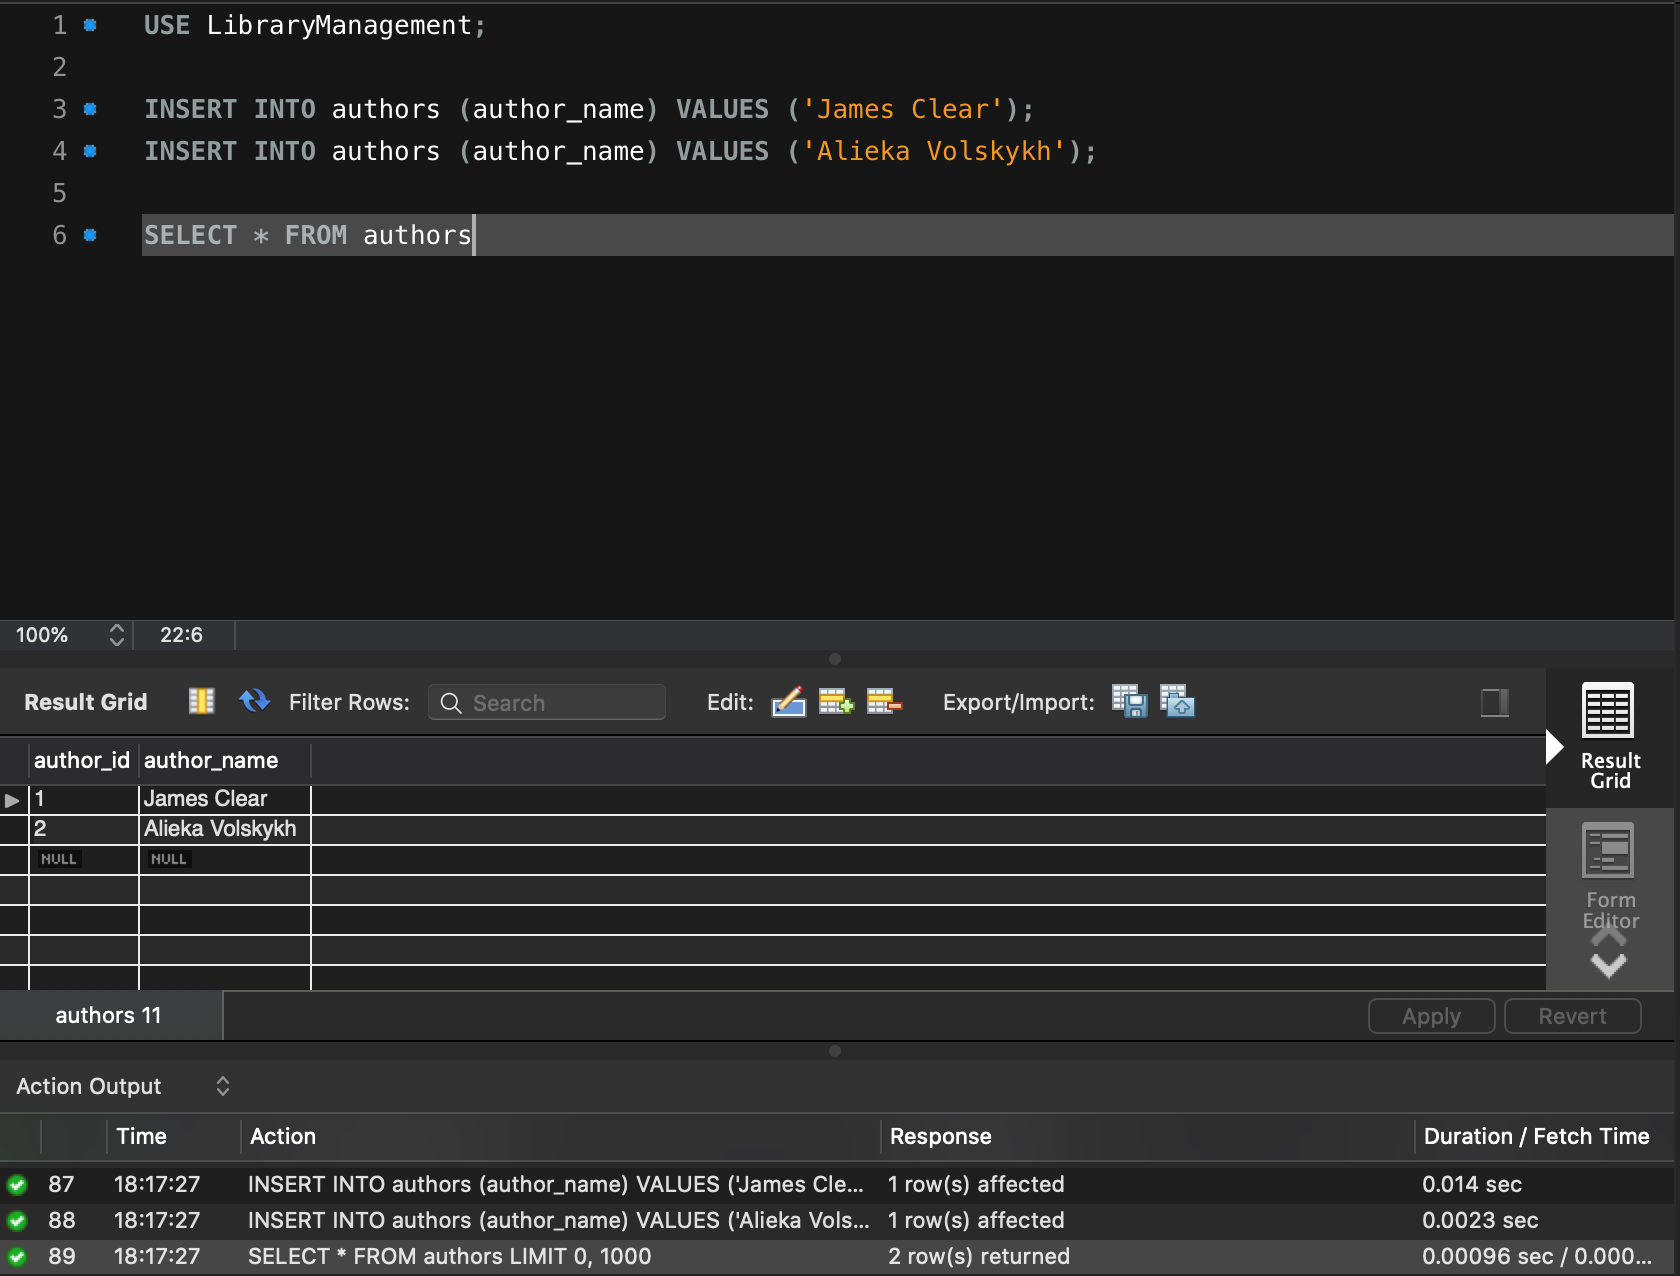 1 USE LibraryManagement;
2
3 INSERT INTO authors (author_name) VALUES ('James Clear');
4 INSERT INTO authors (author_name) VALUES ('Alieka Volskykh');
5
6 SELECT * FROM authors
100% 22:6
Result Grid Filter Rows: Search Edit: Export/Import:
Result
Grid
author_id author_name
1 James Clear
2 Alieka Volskykh
NULL NULL
Form
Editor
authors 11 Apply Revert
Action Output
Time Action Response Duration / Fetch Time
87 18:17:27 INSERT INTO authors (author_name) VALUES ('James Cle... 1 row(s) affected 0.014 sec
88 18:17:27 INSERT INTO authors (author_name) VALUES ('Alieka Vols... 1 row(s) affected 0.0023 sec
89 18:17:27 SELECT * FROM authors LIMIT 0, 1000 2 row(s) returned 0.00096 sec / 0.000...